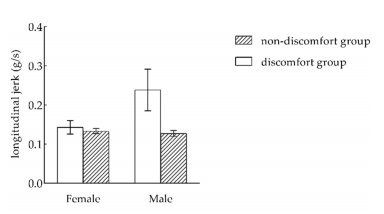 longitudinal jerk (g/s)
0.4
0.3
0.2
0.1
0.0
Female
Male
non-discomfort group
discomfort group